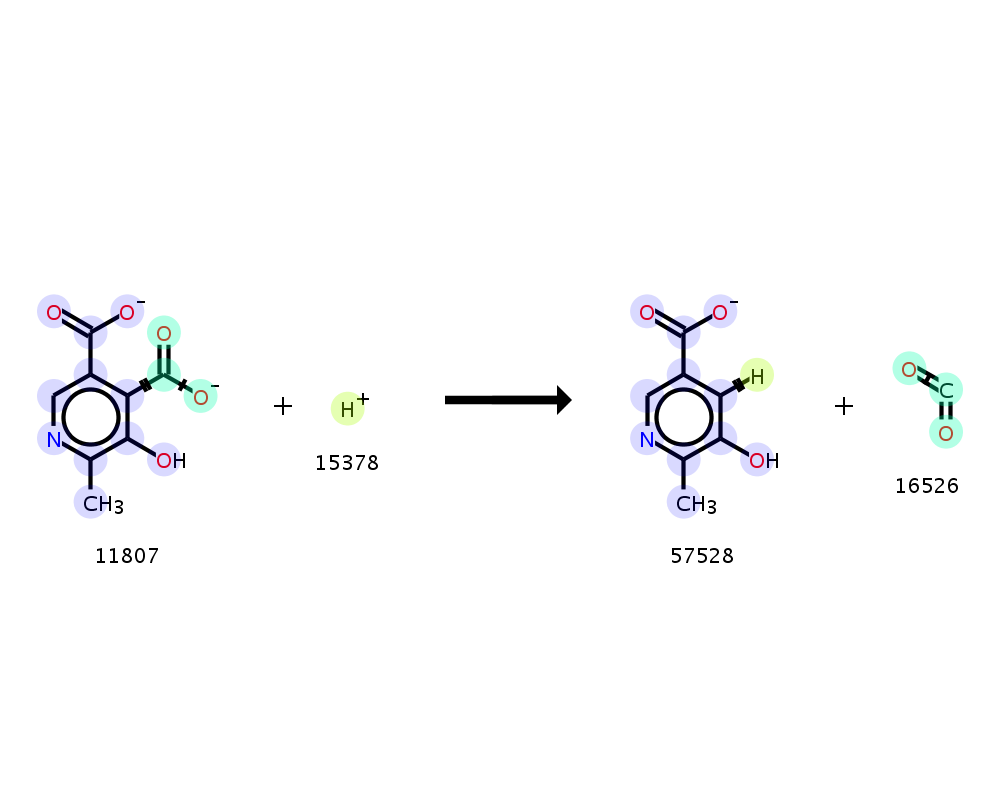 O O⁻ O
O⁻
N OH
CH₃
11807
+
H⁺
15378
O O⁻
H
N OH
CH₃
57528
+
O
C
O
16526